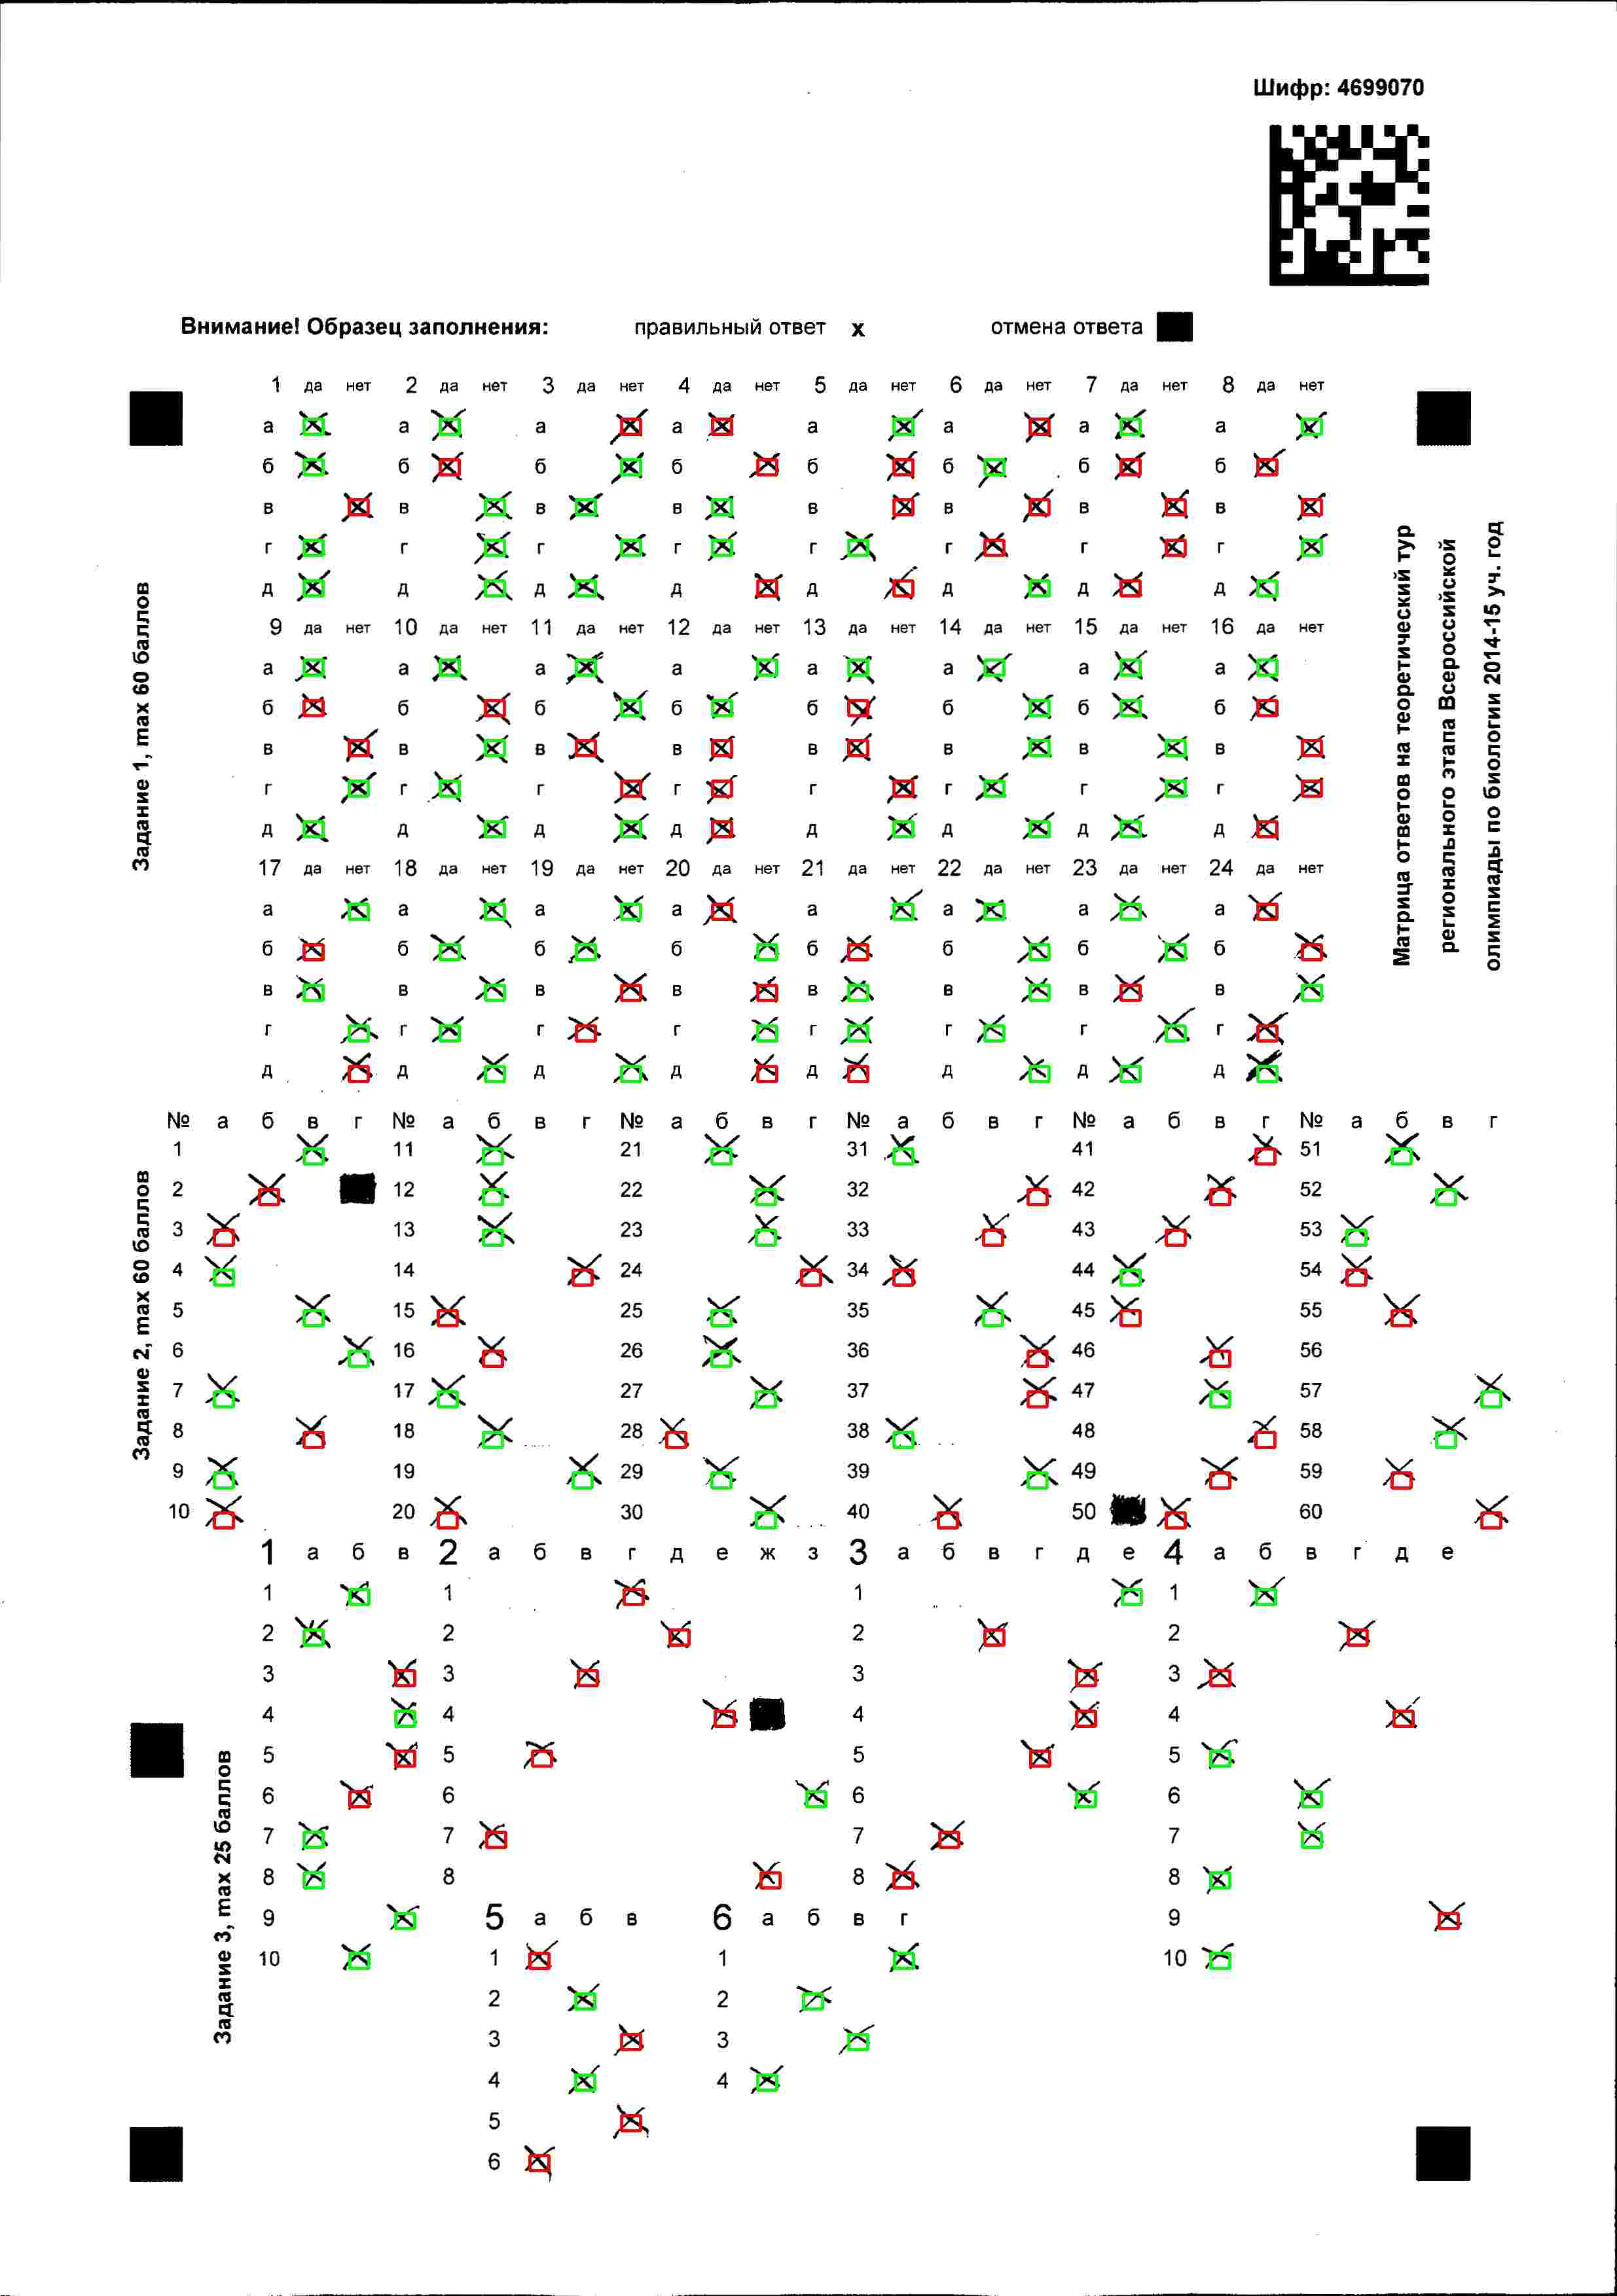 Шифр: 4699070
Внимание! Образец заполнения: правильный ответ x отмена ответа
1 да нет 2 да нет 3 да нет 4 да нет 5 да нет 6 да нет 7 да нет 8 да нет
а а а а а а а а
б б б б б б б б
в в в в в в в в
г г г г г г г г
д д д д д д д д
9 да нет 10 да нет 11 да нет 12 да нет 13 да нет 14 да нет 15 да нет 16 да нет
а а а а а а а а
б б б б б б б б
в в в в в в в в
г г г г г г г г
д д д д д д д д
17 да нет 18 да нет 19 да нет 20 да нет 21 да нет 22 да нет 23 да нет 24 да нет
а а а а а а а а
б б б б б б б б
в в в в в в в в
г г г г г г г г
д д д д д д д д
№ а б в г № а б в г № а б в г № а б в г № а б в г № а б в г
1 11 21 31 41 51
2 12 22 32 42 52
3 13 23 33 43 53
4 14 24 34 44 54
5 15 25 35 45 55
6 16 26 36 46 56
7 17 27 37 47 57
8 18 28 38 48 58
9 19 29 39 49 59
10 20 30 40 50 60
1 а б в 2 а б в г д е ж з 3 а б в г д е 4 а б в г д е
1 1 1 1
2 2 2 2
3 3 3 3
4 4 4 4
5 5 5 5
6 6 6 6
7 7 7 7
8 8 8 8
9 5 а б в 6 а б в г 9
10 1 1 10
2 2
3 3
4 4
5
6
Задание 1, max 60 баллов
Задание 2, max 60 баллов
Задание 3, max 25 баллов
Матрица ответов на теоретический тур
регионального этапа Всероссийской
олимпиады по биологии 2014-15 уч. год